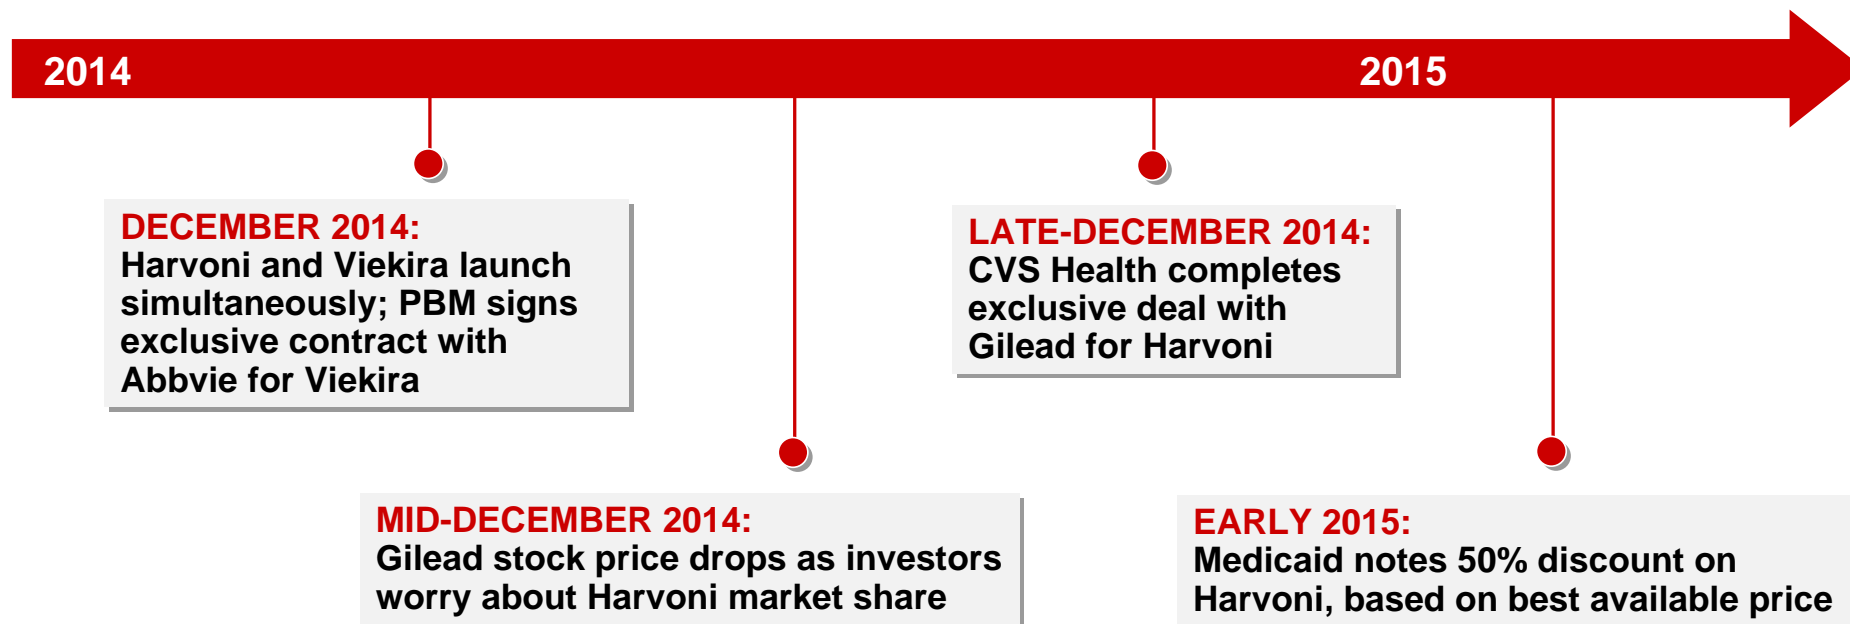 2014
2015
DECEMBER 2014:
Harvoni and Viekira launch
simultaneously; PBM signs
exclusive contract with
Abbvie for Viekira
MID-DECEMBER 2014:
Gilead stock price drops as investors
worry about Harvoni market share
LATE-DECEMBER 2014:
CVS Health completes
exclusive deal with
Gilead for Harvoni
EARLY 2015:
Medicaid notes 50% discount on
Harvoni, based on best available price